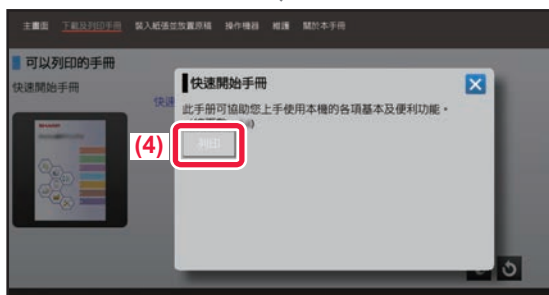 主畫面 下載及列印手冊 裝入紙張並放置原稿 操作機器 維護 關於本手冊
可以列印的手冊
快速開始手冊
快速
快速開始手冊
此手冊可協助您上手使用本機的各項基本及便利功能。
(4)
列印
SHARP